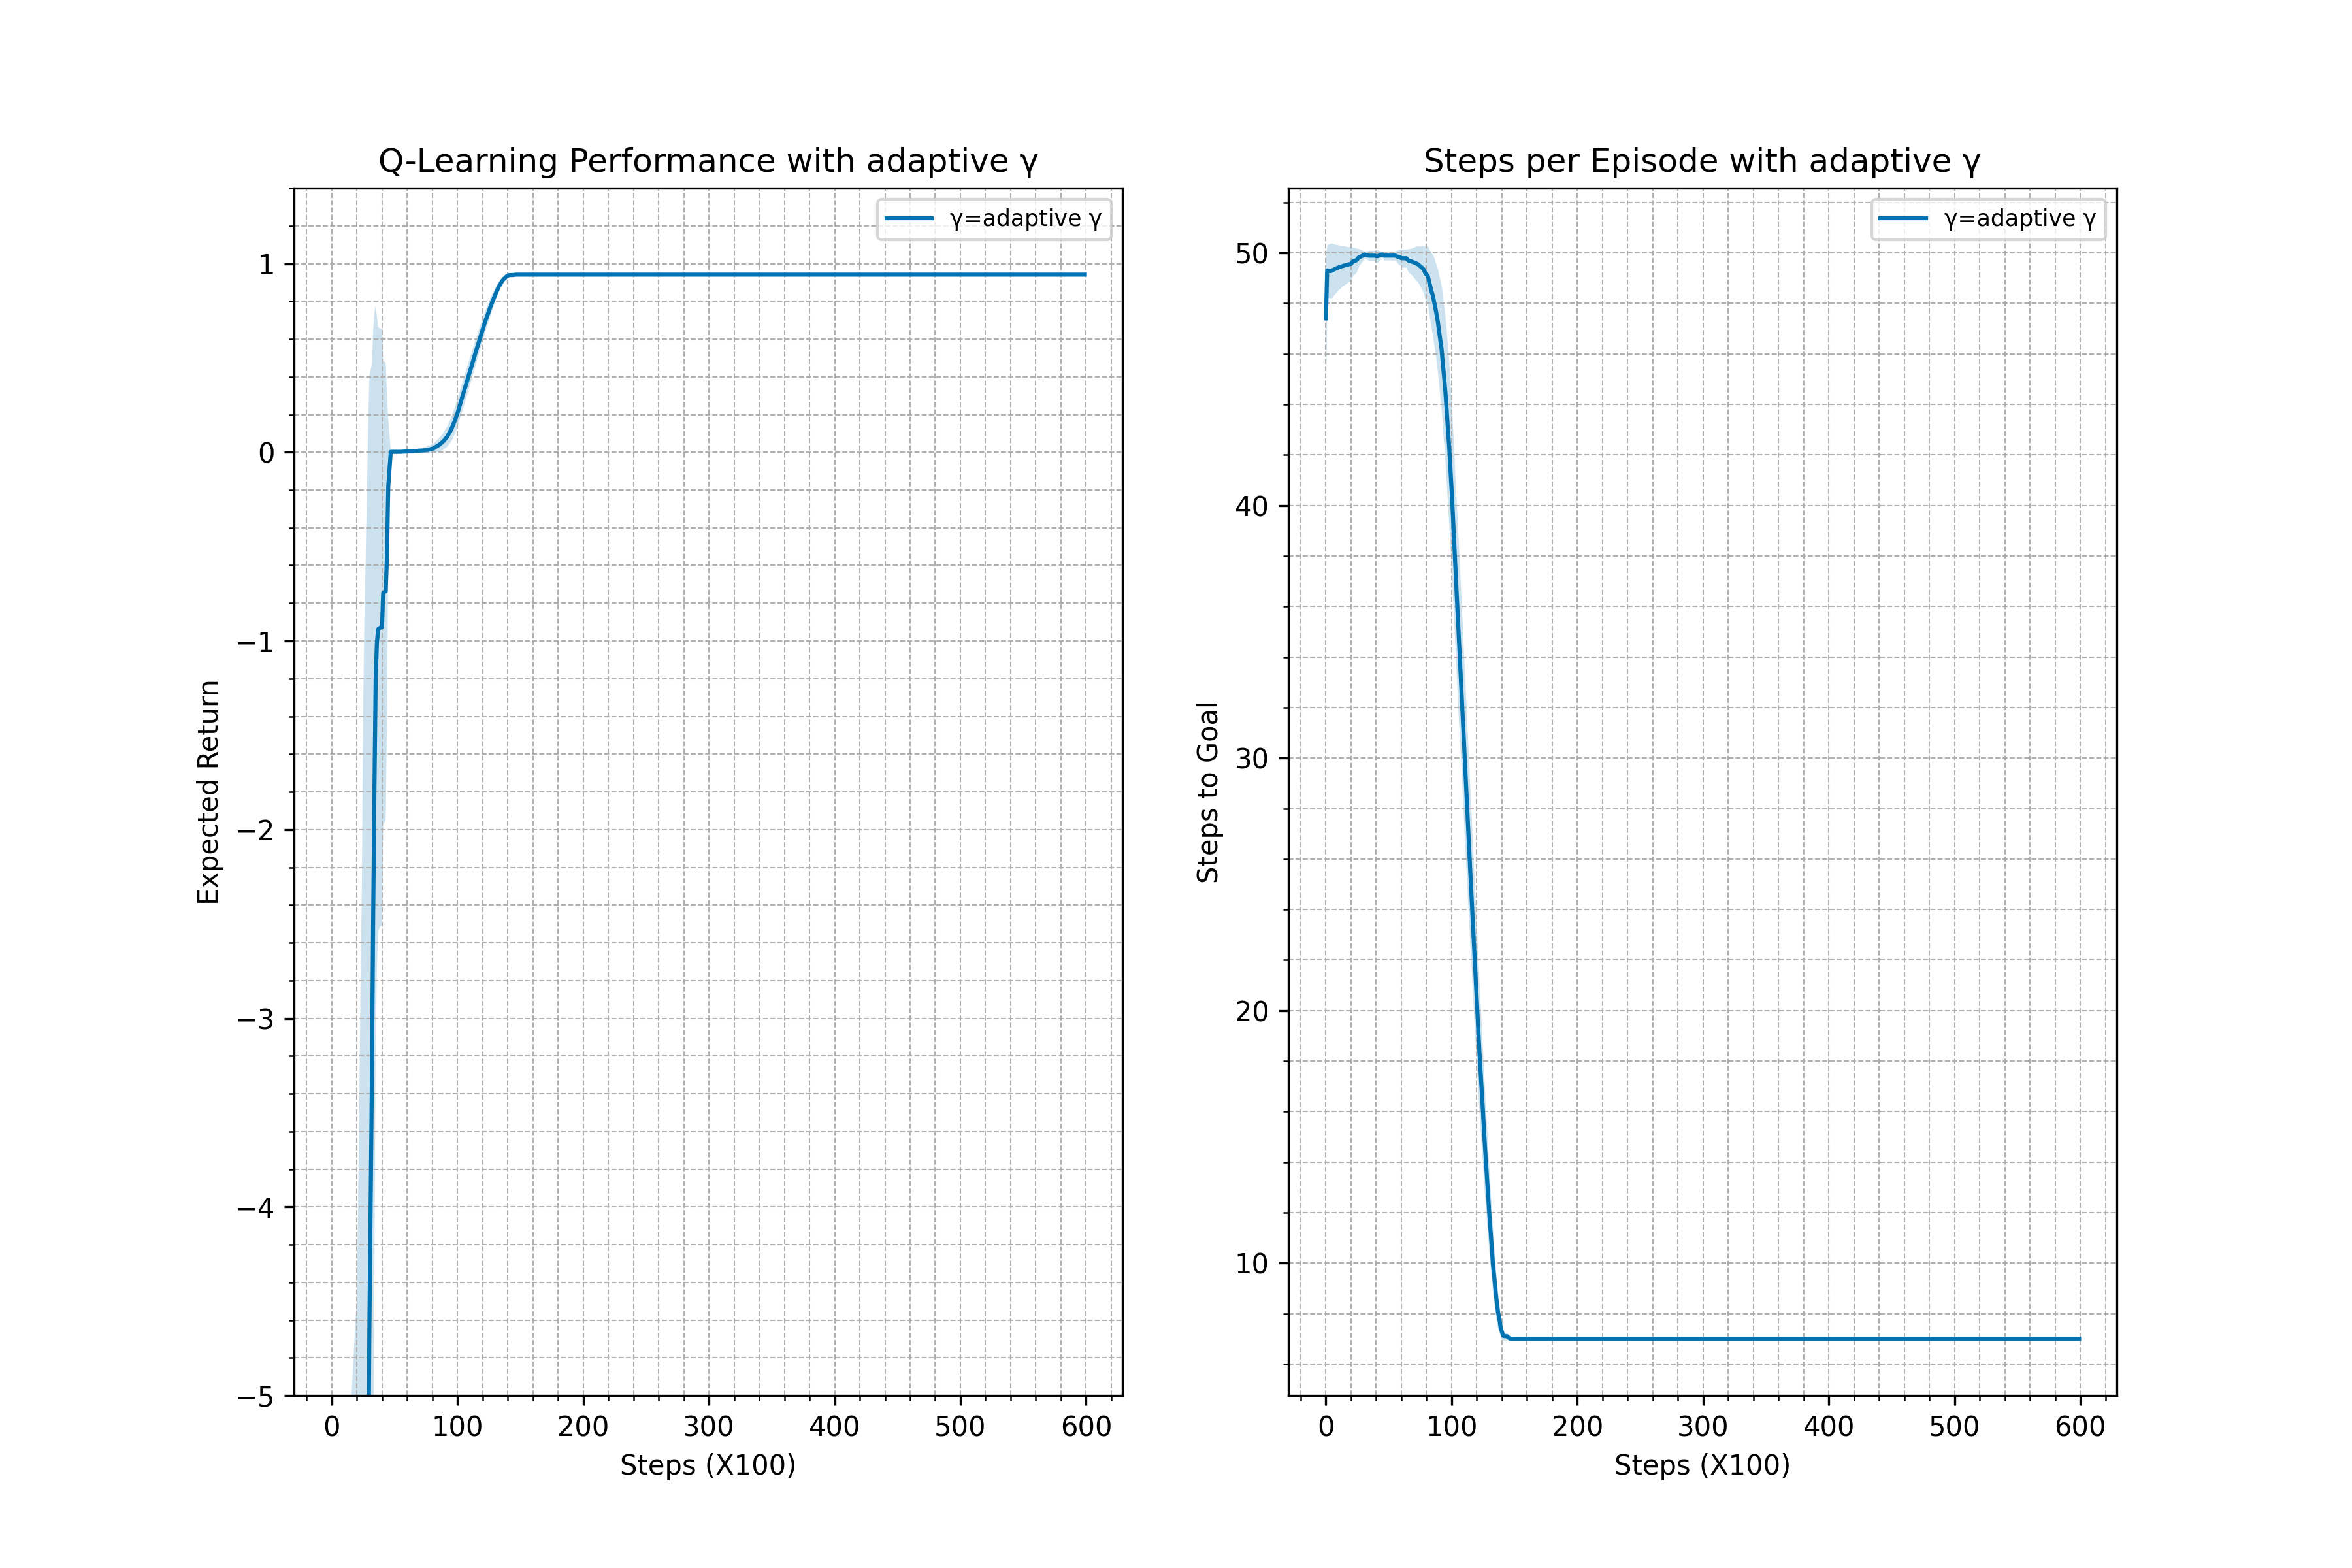 Q-Learning Performance with adaptive γ
γ=adaptive γ
1
0
−1
−2
−3
−4
−5
Expected Return
0 100 200 300 400 500 600
Steps (X100)
Steps per Episode with adaptive γ
γ=adaptive γ
50
40
30
20
10
Steps to Goal
0 100 200 300 400 500 600
Steps (X100)